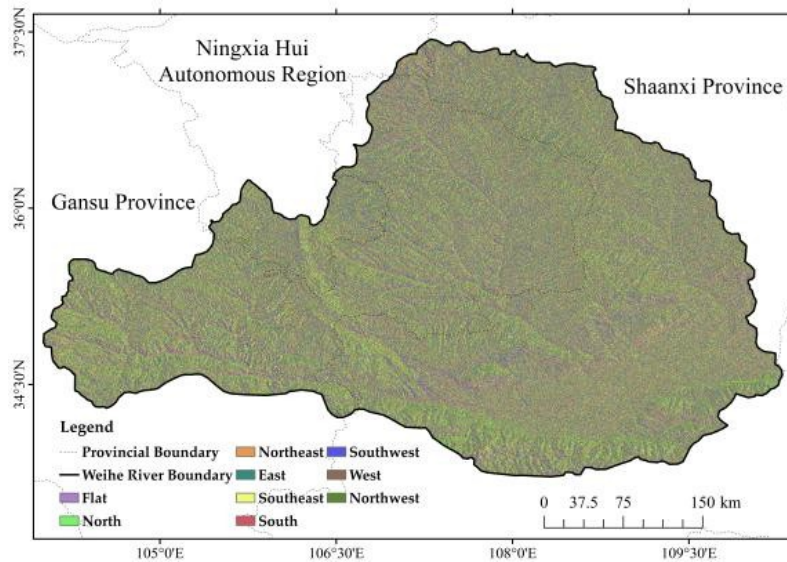 Ningxia Hui
Autonomous Region
Shaanxi Province
Gansu Province
37°30'N
36°0'N
34°30'N
Legend
Provincial Boundary
Weihe River Boundary
Flat
North
Northeast
East
Southeast
South
Southwest
West
Northwest
0 37.5 75 150 km
105°0'E 106°30'E 108°0'E 109°30'E